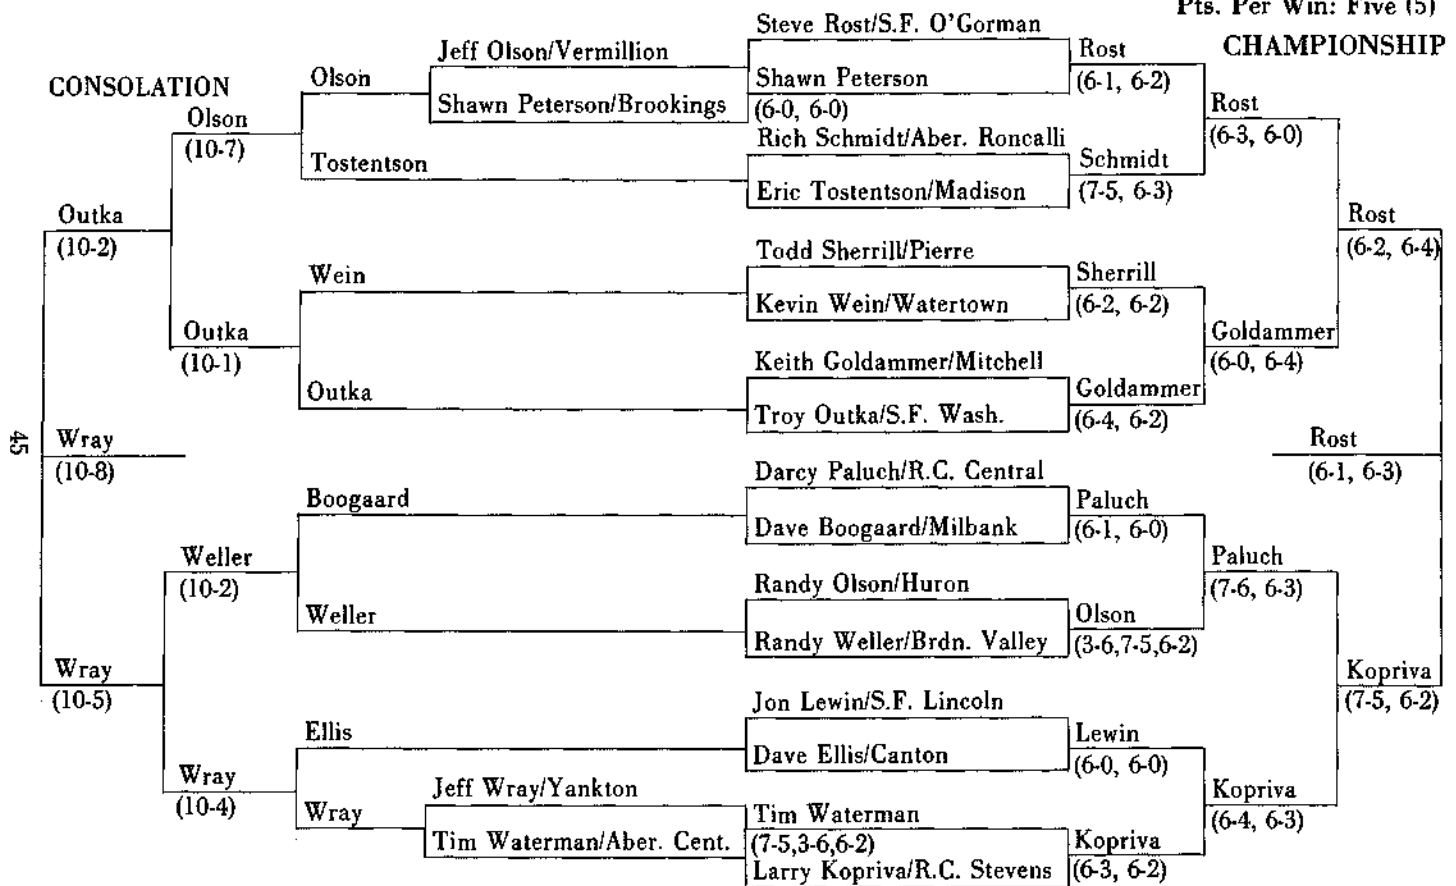 Pts. Per Win: Five (5)
CHAMPIONSHIP
CONSOLATION
Steve Rost/S.F. O'Gorman
Jeff Olson/Vermillion
Rost
Olson
Shawn Peterson
(6-1, 6-2)
Shawn Peterson/Brookings
(6-0, 6-0)
Rost
Olson
(6-3, 6-0)
(10-7)
Rich Schmidt/Aber. Roncalli
Tostentson
Schmidt
Eric Tostentson/Madison
(7-5, 6-3)
Outka
Rost
(10-2)
(6-2, 6-4)
Todd Sherrill/Pierre
Wein
Sherrill
Kevin Wein/Watertown
(6-2, 6-2)
Outka
Goldammer
(10-1)
(6-0, 6-4)
Keith Goldammer/Mitchell
Outka
Goldammer
Troy Outka/S.F. Wash.
(6-4, 6-2)
45
Wray
Rost
(10-8)
(6-1, 6-3)
Darcy Paluch/R.C. Central
Boogaard
Paluch
Dave Boogaard/Milbank
(6-1, 6-0)
Weller
Paluch
(10-2)
(7-6, 6-3)
Randy Olson/Huron
Weller
Olson
Randy Weller/Brdn. Valley
(3-6,7-5,6-2)
Wray
Kopriva
(10-5)
(7-5, 6-2)
Jon Lewin/S.F. Lincoln
Ellis
Lewin
Dave Ellis/Canton
(6-0, 6-0)
Wray
Jeff Wray/Yankton
Kopriva
(10-4)
(6-4, 6-3)
Wray
Tim Waterman
Tim Waterman/Aber. Cent.
(7-5,3-6,6-2)
Kopriva
Larry Kopriva/R.C. Stevens
(6-3, 6-2)